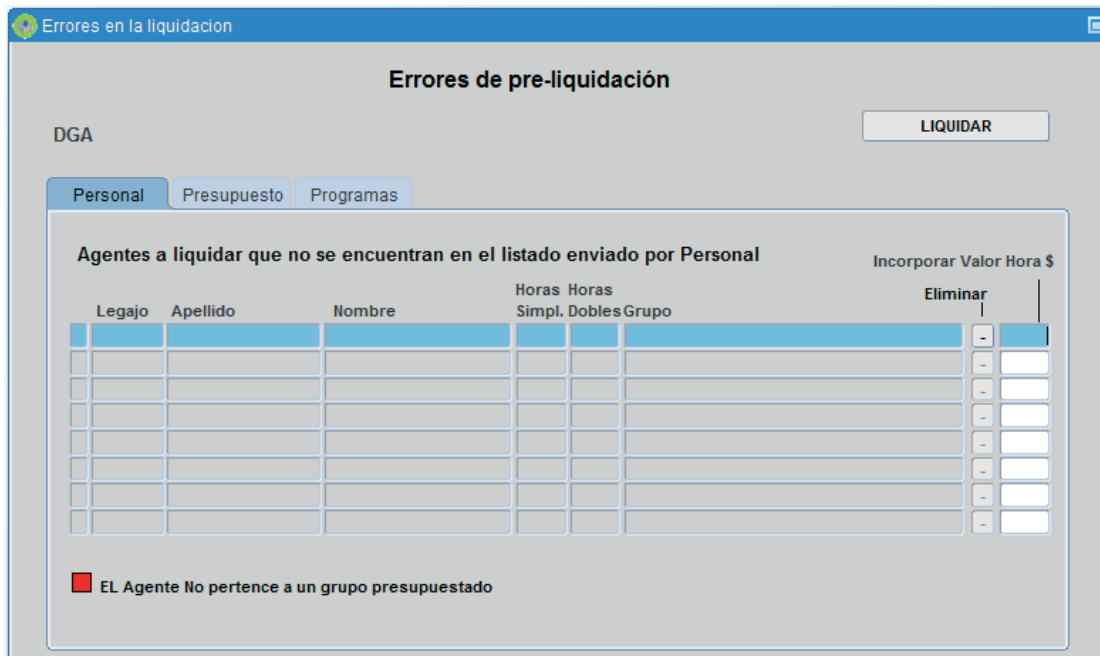 Errores en la liquidacion
Errores de pre-liquidación
DGA
LIQUIDAR
Personal Presupuesto Programas
Agentes a liquidar que no se encuentran en el listado enviado por Personal
Incorporar Valor Hora $
Eliminar
Horas Horas
Legajo Apellido Nombre Simpl. Dobles Grupo
-
-
-
-
-
-
-
-
EL Agente No pertence a un grupo presupuestado